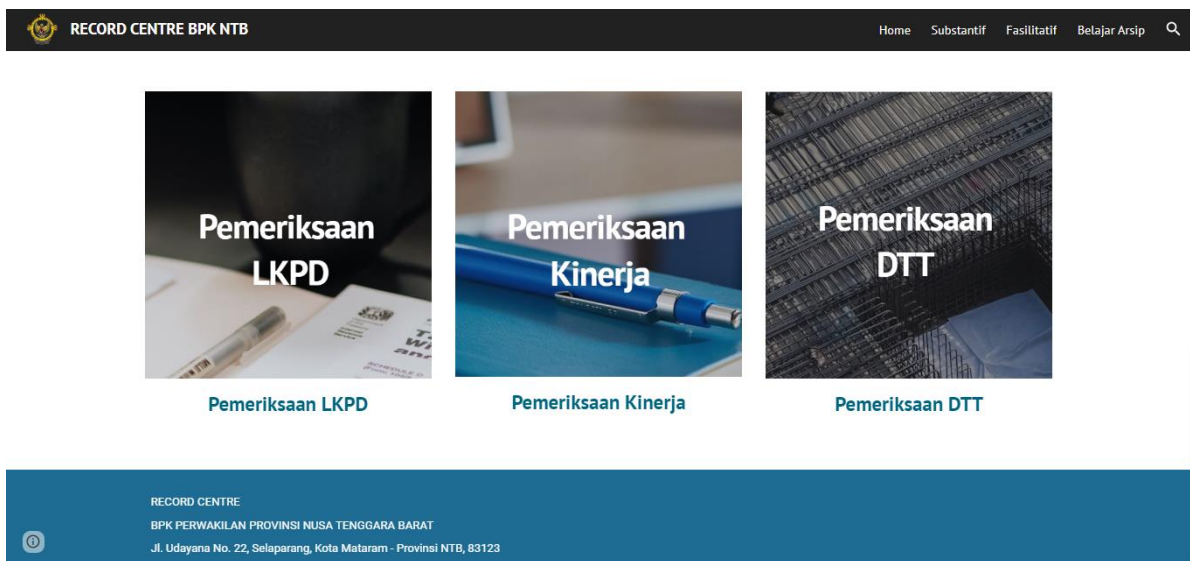 RECORD CENTRE BPK NTB
Home Substantif Fasilitatif Belajar Arsip
Pemeriksaan
LKPD
Pemeriksaan
Kinerja
Pemeriksaan
DTT
Pemeriksaan LKPD
Pemeriksaan Kinerja
Pemeriksaan DTT
RECORD CENTRE
BPK PERWAKILAN PROVINSI NUSA TENGGARA BARAT
Jl. Udayana No. 22, Selaparang, Kota Mataram - Provinsi NTB, 83123